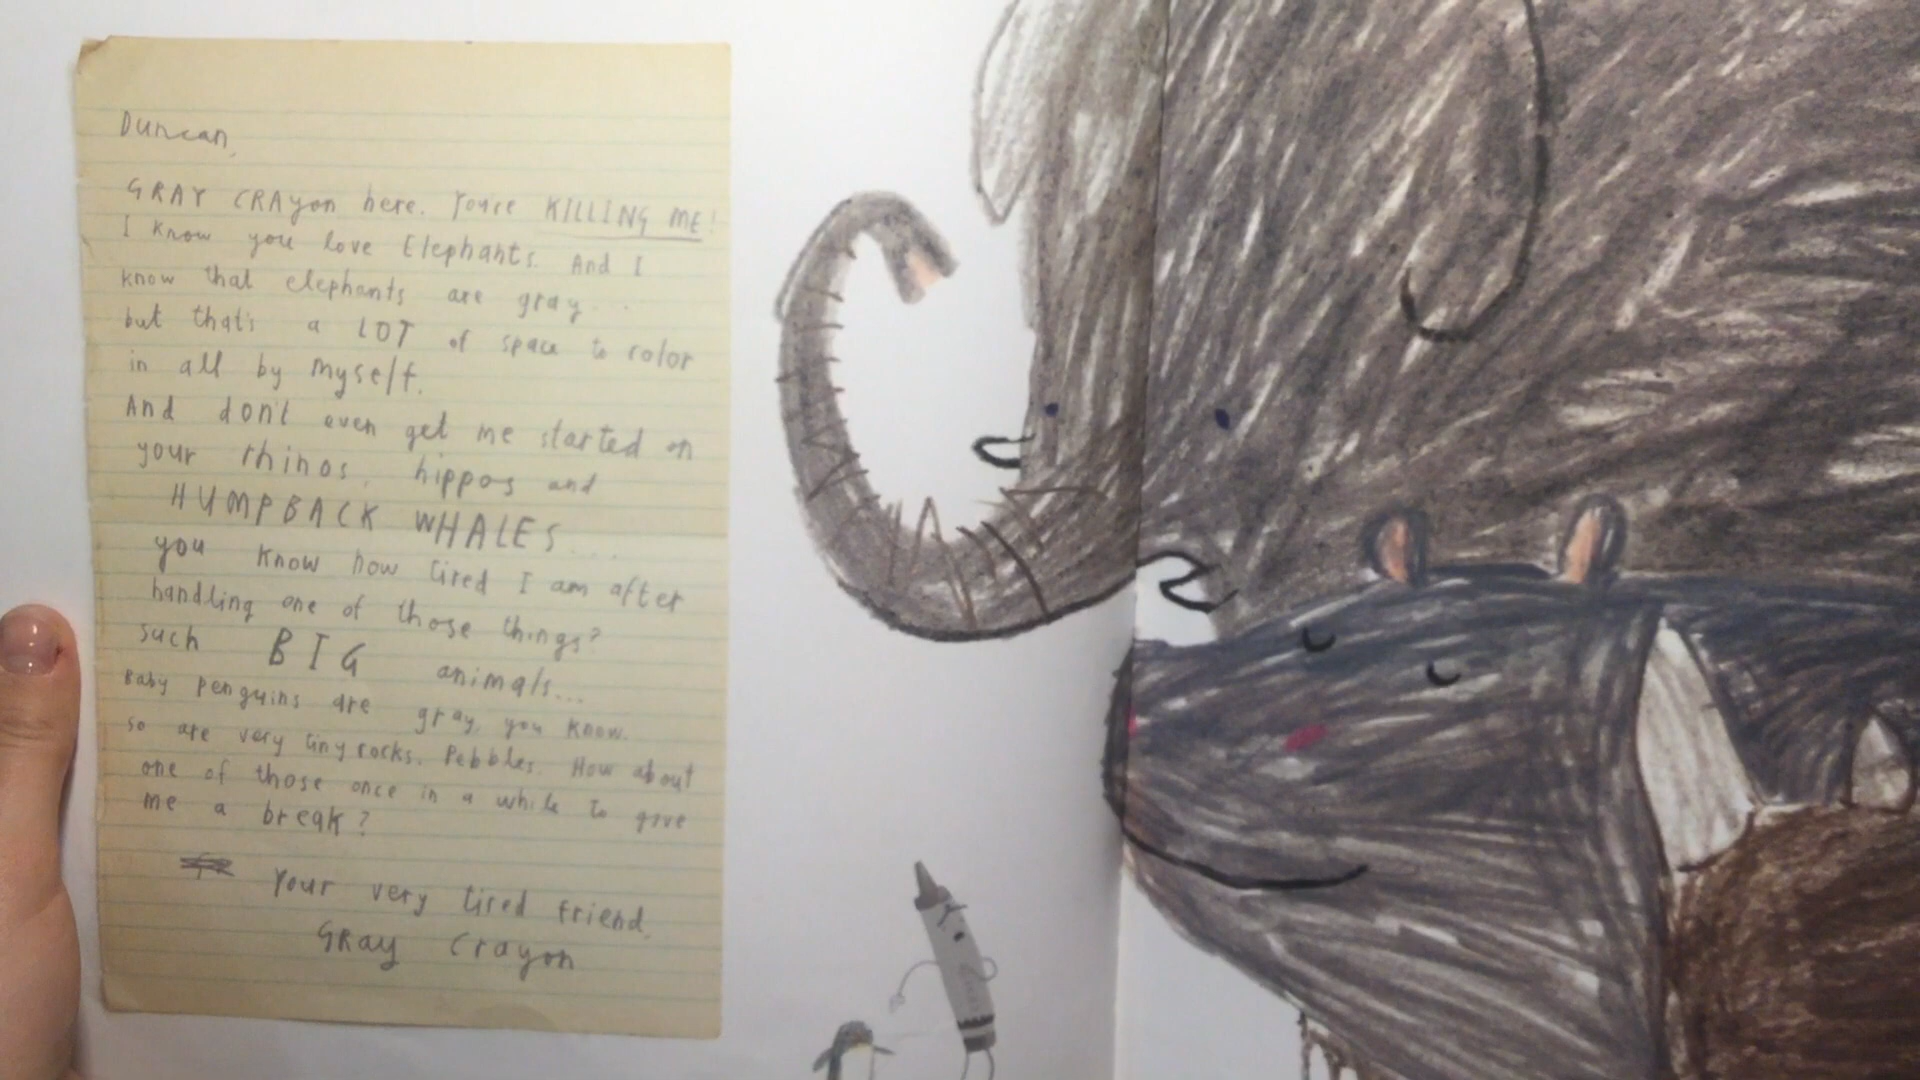 Duncan,
GRAY CRAyon here. You're KILLING ME!
I know you love Elephants. And I
know that elephants are gray...
but that's a LOT of space to color
in all by myself.
And don't even get me started on
your rhinos, hippos and
HUMPBACK WHALES...
you know how tired I am after
handling one of those things?
such BIG animals...
Baby penguins are gray, you know.
so are very tiny rocks. Pebbles. How about
one of those once in a while to give
me a break?
Your very tired friend,
GRay Crayon